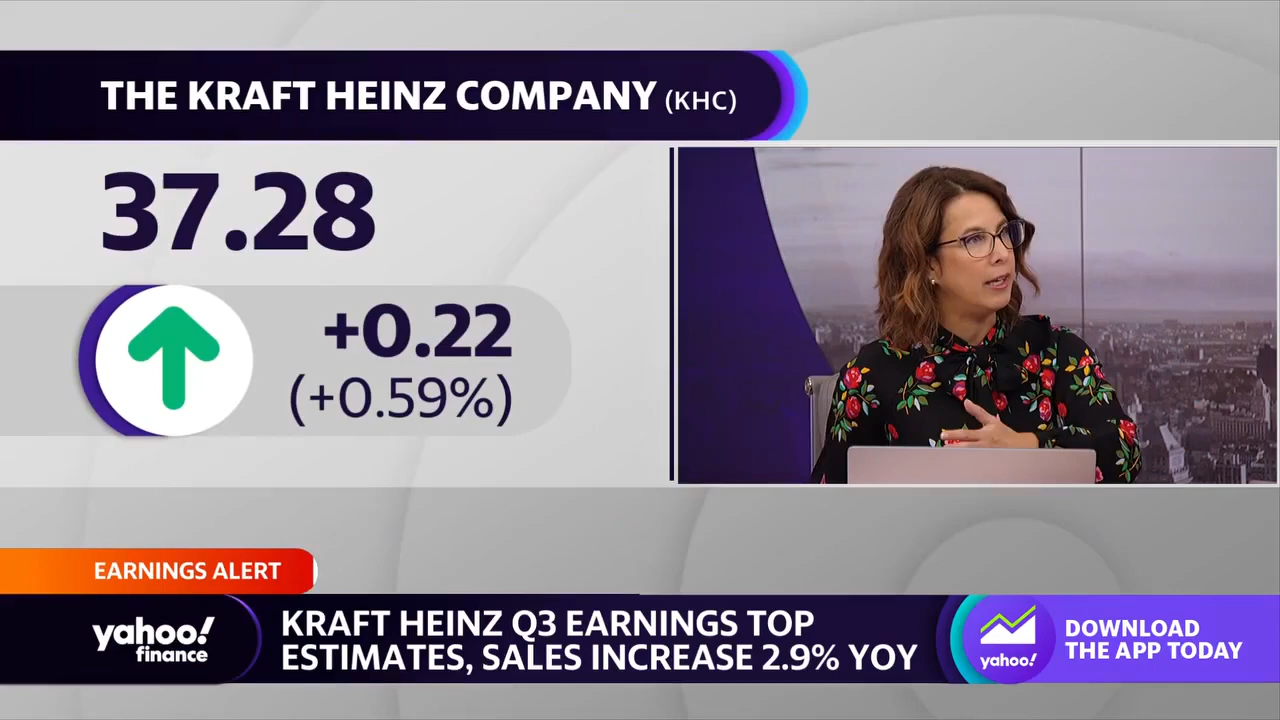 THE KRAFT HEINZ COMPANY (KHC)
37.28
+0.22
(+0.59%)
EARNINGS ALERT
yahoo!
finance
KRAFT HEINZ Q3 EARNINGS TOP
ESTIMATES, SALES INCREASE 2.9% YOY
yahoo!
DOWNLOAD
THE APP TODAY